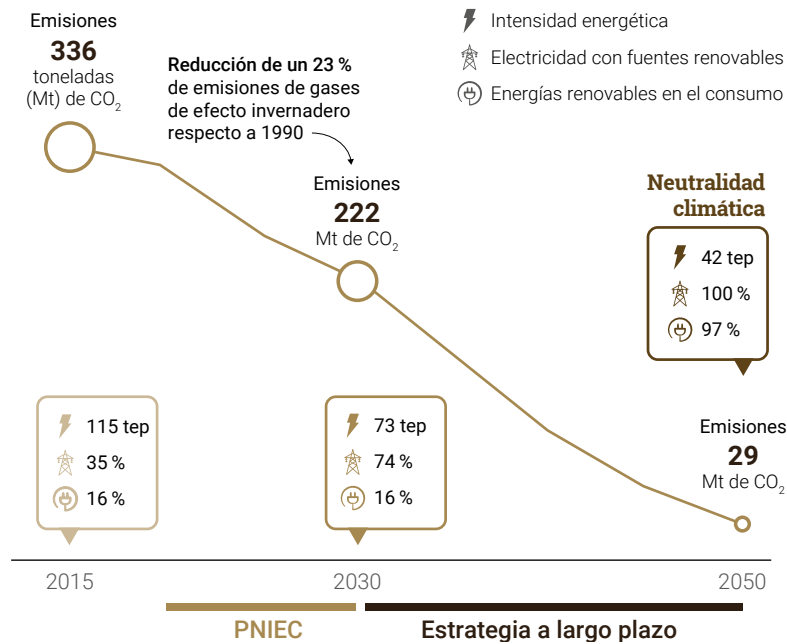 Emisiones
336
toneladas
(Mt) de CO₂
Reducción de un 23 %
de emisiones de gases
de efecto invernadero
respecto a 1990
Intensidad energética
Electricidad con fuentes renovables
Energías renovables en el consumo
Emisiones
222
Mt de CO₂
Neutralidad
climática
42 tep
100 %
97 %
115 tep
35 %
16 %
73 tep
74 %
16 %
Emisiones
29
Mt de CO₂
2015
2030
2050
PNIEC
Estrategia a largo plazo